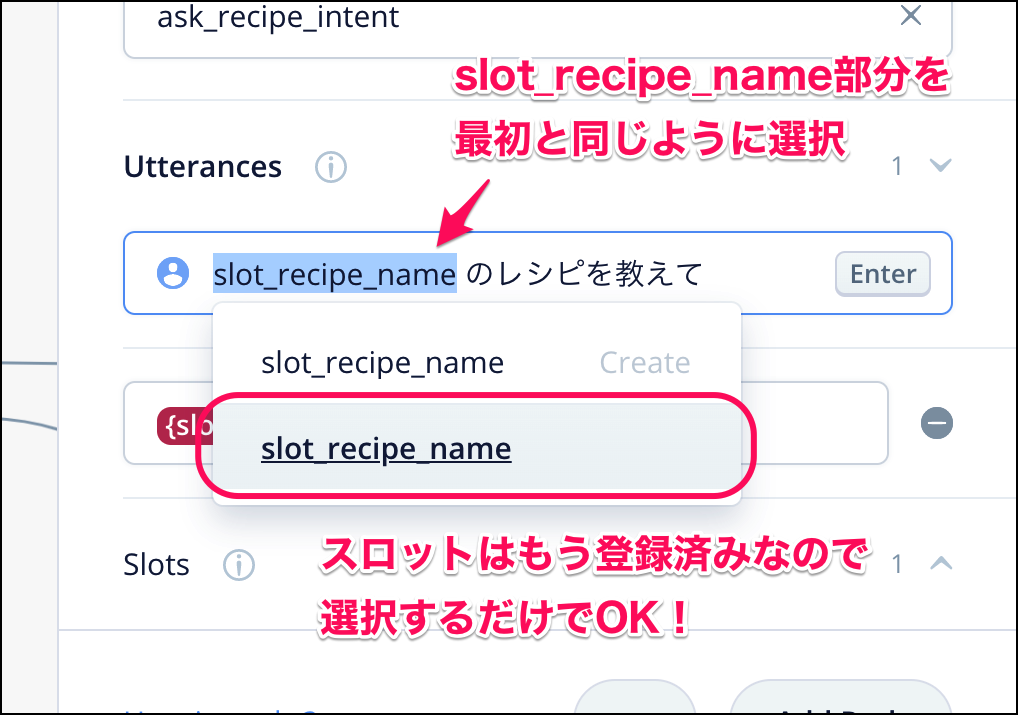 ask_recipe_intent
slot_recipe_name部分を
最初と同じように選択
Utterances 1
slot_recipe_name のレシピを教えて Enter
slot_recipe_name Create
{slo
slot_recipe_name
スロットはもう登録済みなので
選択するだけでOK！
Slots 1